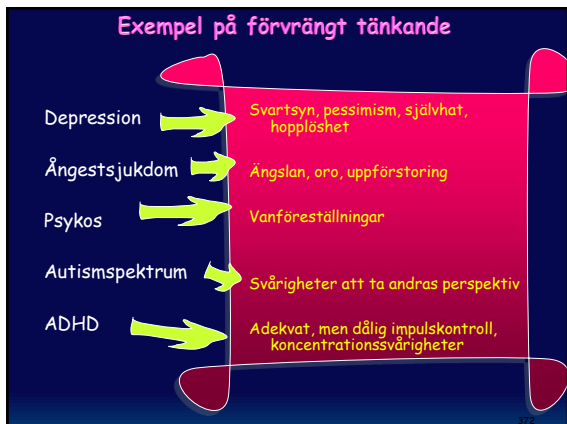 Exempel på förvrängt tänkande
Depression
Svartsyn, pessimism, självhat,
hopplöshet
Ångestsjukdom
Ängslan, oro, uppförstoring
Psykos
Vanföreställningar
Autismspektrum
Svårigheter att ta andras perspektiv
ADHD
Adekvat, men dålig impulskontroll,
koncentrationssvårigheter
372